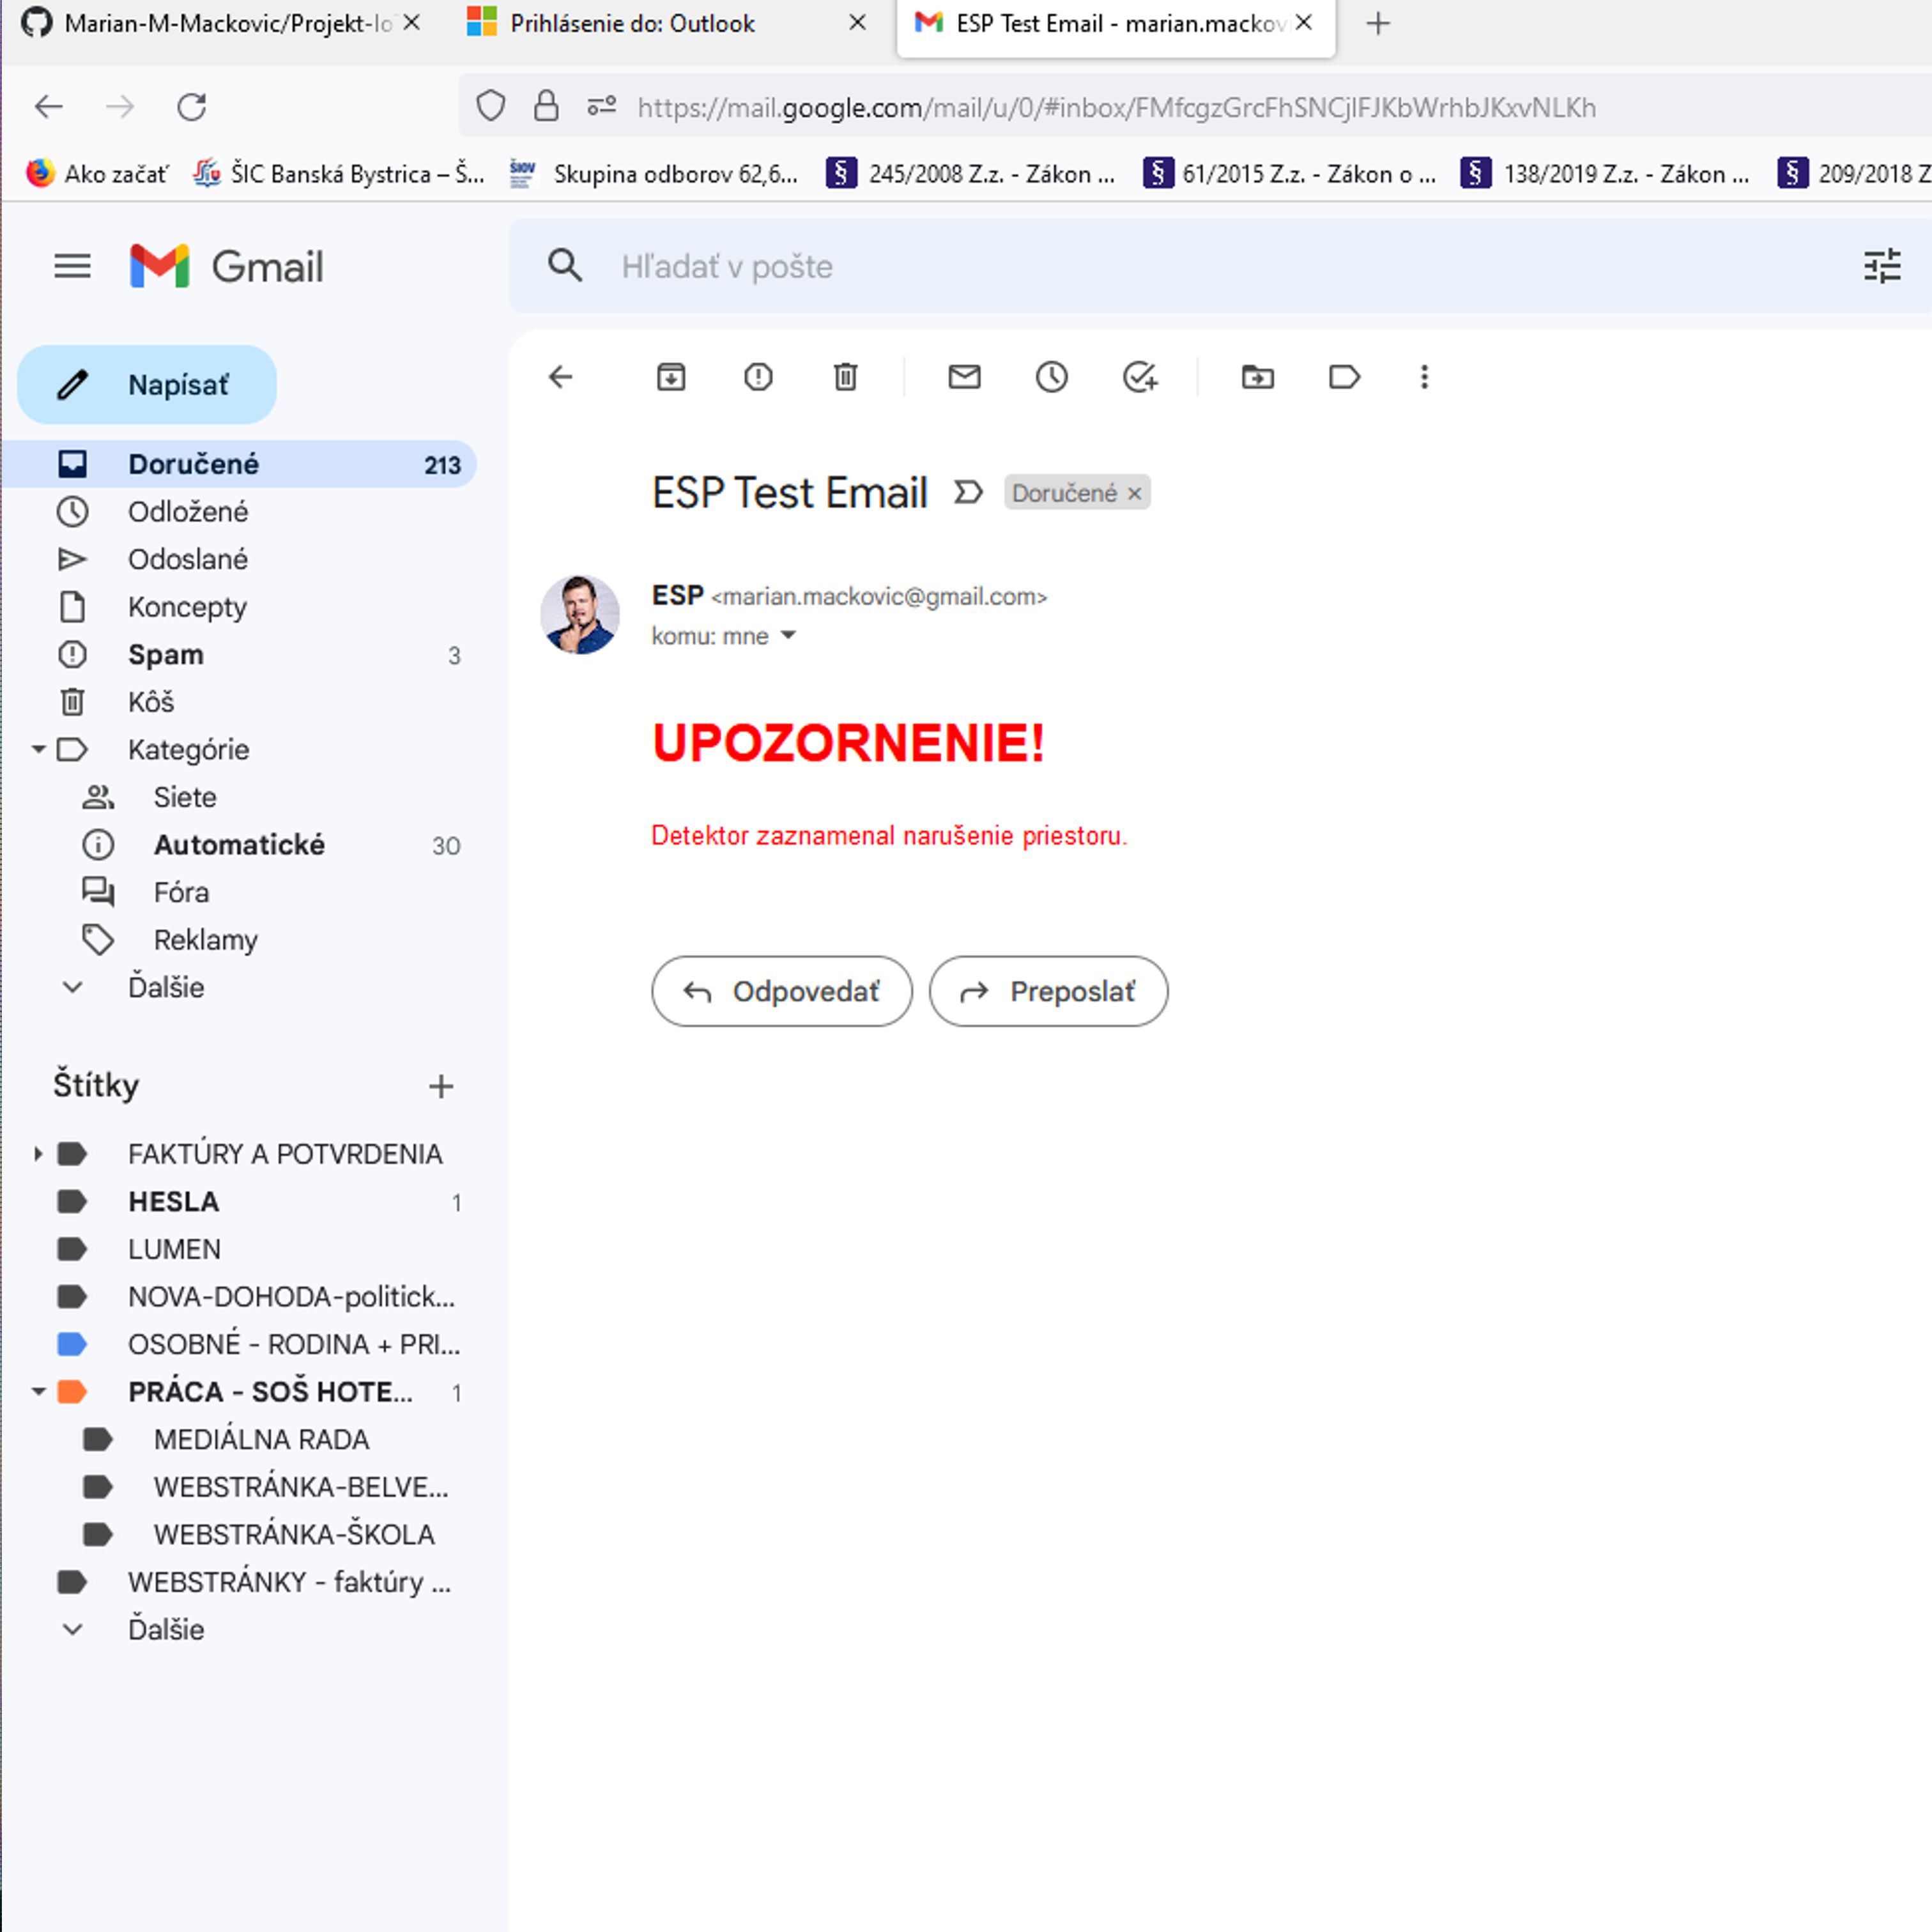 Marian-M-Mackovic/Projekt-Io
Prihlásenie do: Outlook
ESP Test Email - marian.mackov
https://mail.google.com/mail/u/0/#inbox/FMfcgzGrcFhSNCjlFJKbWrhbJKxvNLKh
Ako začať
ŠIC Banská Bystrica – Š...
Skupina odborov 62,6...
§ 245/2008 Z.z. - Zákon ...
§ 61/2015 Z.z. - Zákon o ...
§ 138/2019 Z.z. - Zákon ...
§ 209/2018 Z
Gmail
Hľadať v pošte
Napísať
Doručené 213
Odložené
Odoslané
Koncepty
Spam 3
Kôš
Kategórie
Siete
Automatické 30
Fóra
Reklamy
Ďalšie
Štítky
FAKTÚRY A POTVRDENIA
HESLA 1
LUMEN
NOVA-DOHODA-politick...
OSOBNÉ - RODINA + PRI...
PRÁCA - SOŠ HOTE... 1
MEDIÁLNA RADA
WEBSTRÁNKA-BELVE...
WEBSTRÁNKA-ŠKOLA
WEBSTRÁNKY - faktúry ...
Ďalšie
ESP Test Email
Doručené ×
ESP <marian.mackovic@gmail.com>
komu: mne
UPOZORNENIE!
Detektor zaznamenal narušenie priestoru.
Odpovedať
Preposlať